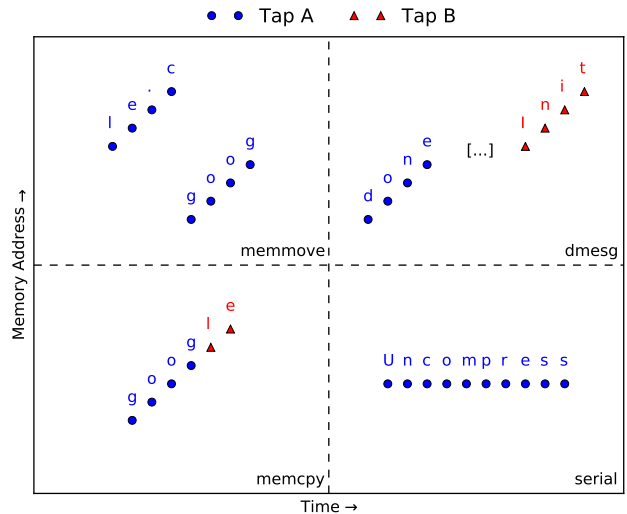 Tap A Tap B
l e . c
g o o g
memmove
d o n e [...] I n i t
dmesg
g o o g l e
memcpy
U n c o m p r e s s
serial
Memory Address →
Time →